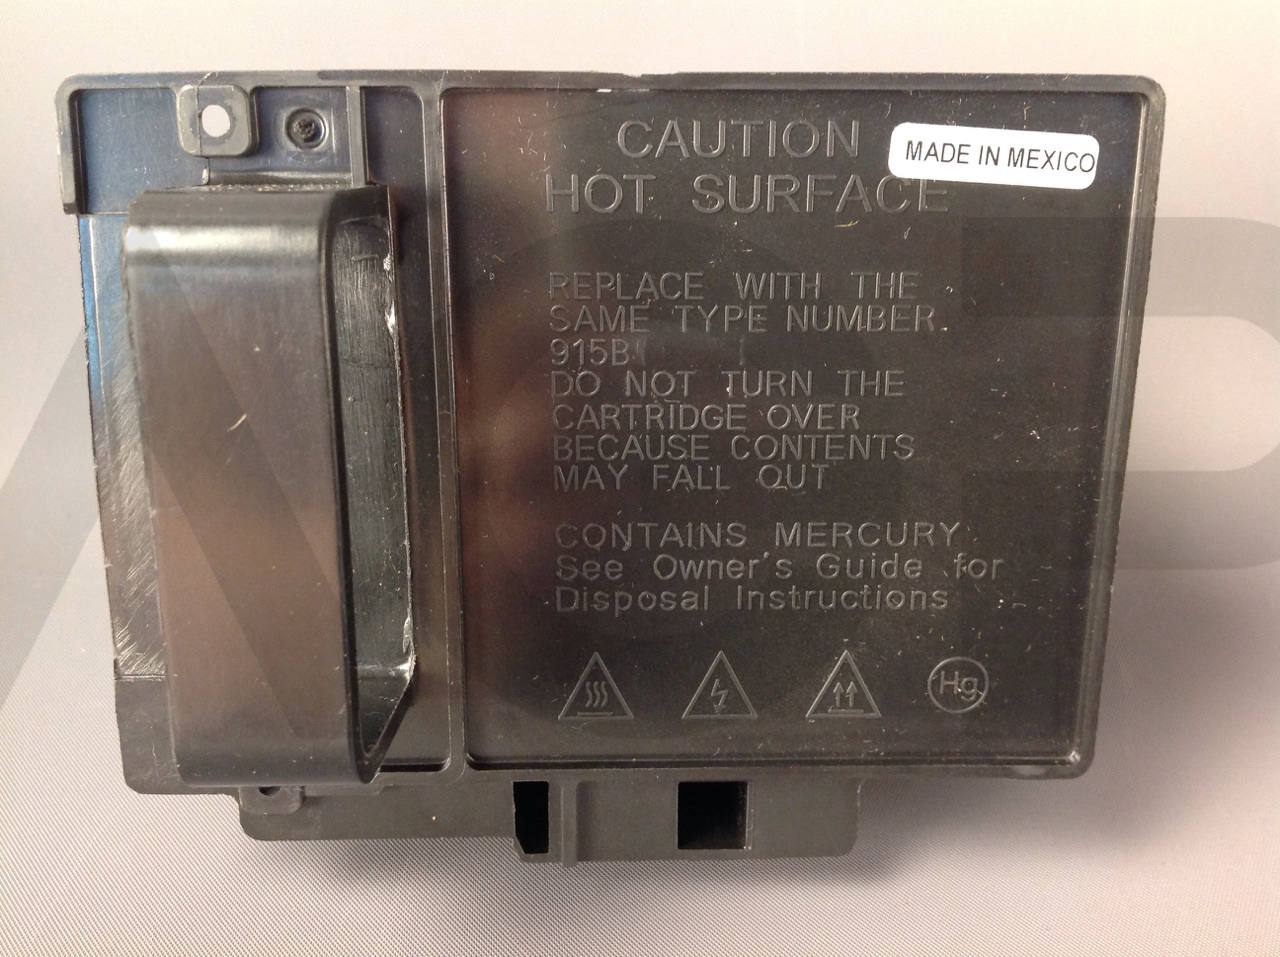 CAUTION
HOT SURFACE
MADE IN MEXICO
REPLACE WITH THE
SAME TYPE NUMBER
915B
DO NOT TURN THE
CARTRIDGE OVER
BECAUSE CONTENTS
MAY FALL OUT
CONTAINS MERCURY
See Owner's Guide for
Disposal Instructions
Hg